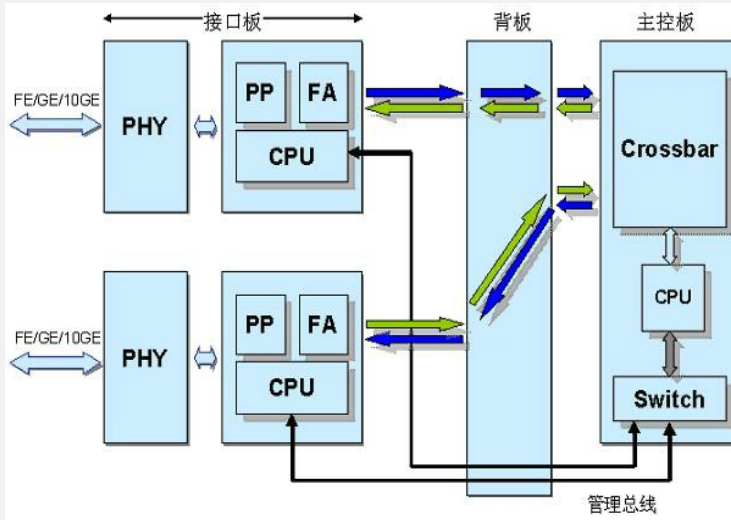 接口板
背板
主控板
FE/GE/10GE
PHY
PP
FA
CPU
Crossbar
CPU
Switch
FE/GE/10GE
PHY
PP
FA
CPU
管理总线